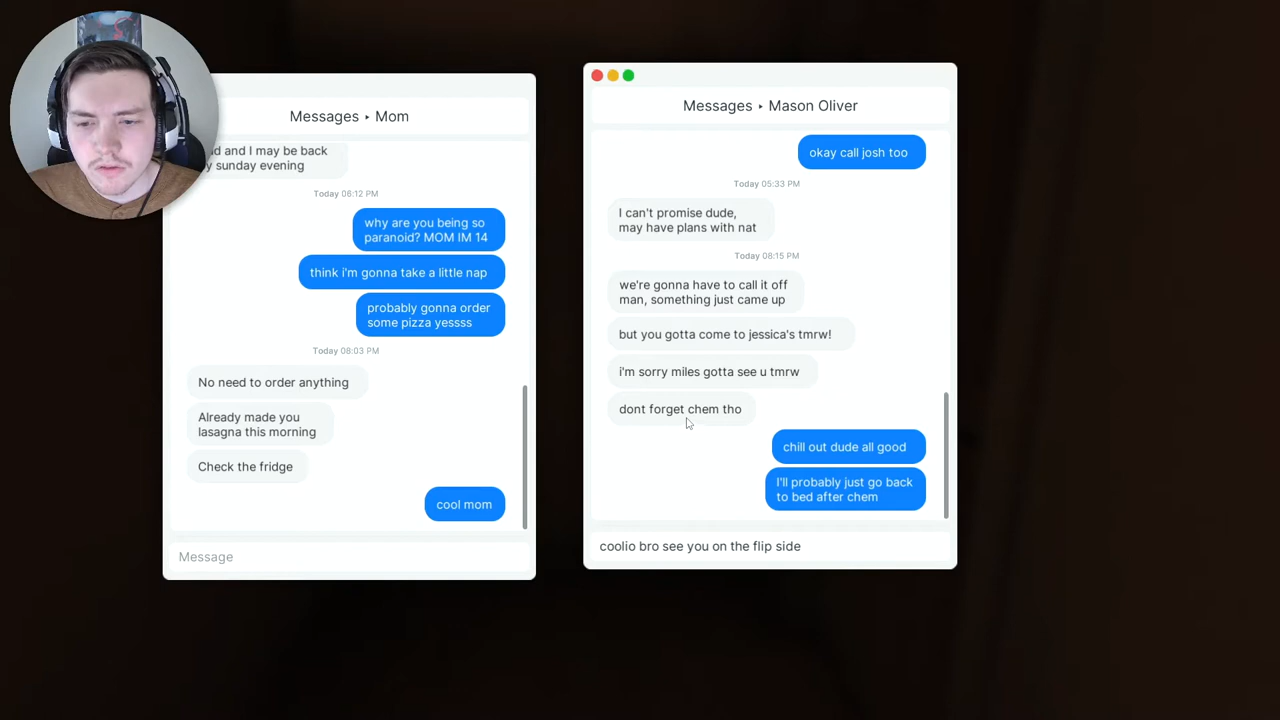 Messages ‣ Mom
and I may be back
sunday evening
Today 06:12 PM
why are you being so
paranoid? MOM IM 14
think i'm gonna take a little nap
probably gonna order
some pizza yessss
Today 08:03 PM
No need to order anything
Already made you
lasagna this morning
Check the fridge
cool mom
Message
Messages ‣ Mason Oliver
okay call josh too
Today 05:33 PM
I can't promise dude,
may have plans with nat
Today 08:15 PM
we're gonna have to call it off
man, something just came up
but you gotta come to jessica's tmrw!
i'm sorry miles gotta see u tmrw
dont forget chem tho
chill out dude all good
I'll probably just go back
to bed after chem
coolio bro see you on the flip side